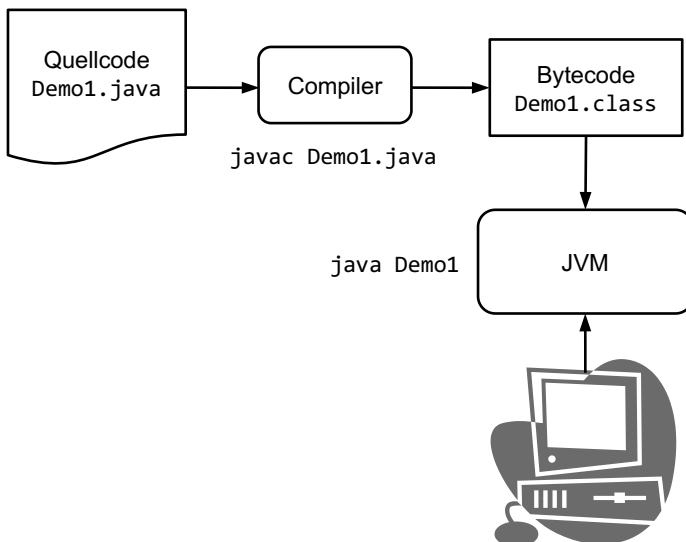 Quellcode
Demo1.java
Compiler
Bytecode
Demo1.class
javac Demo1.java
java Demo1
JVM